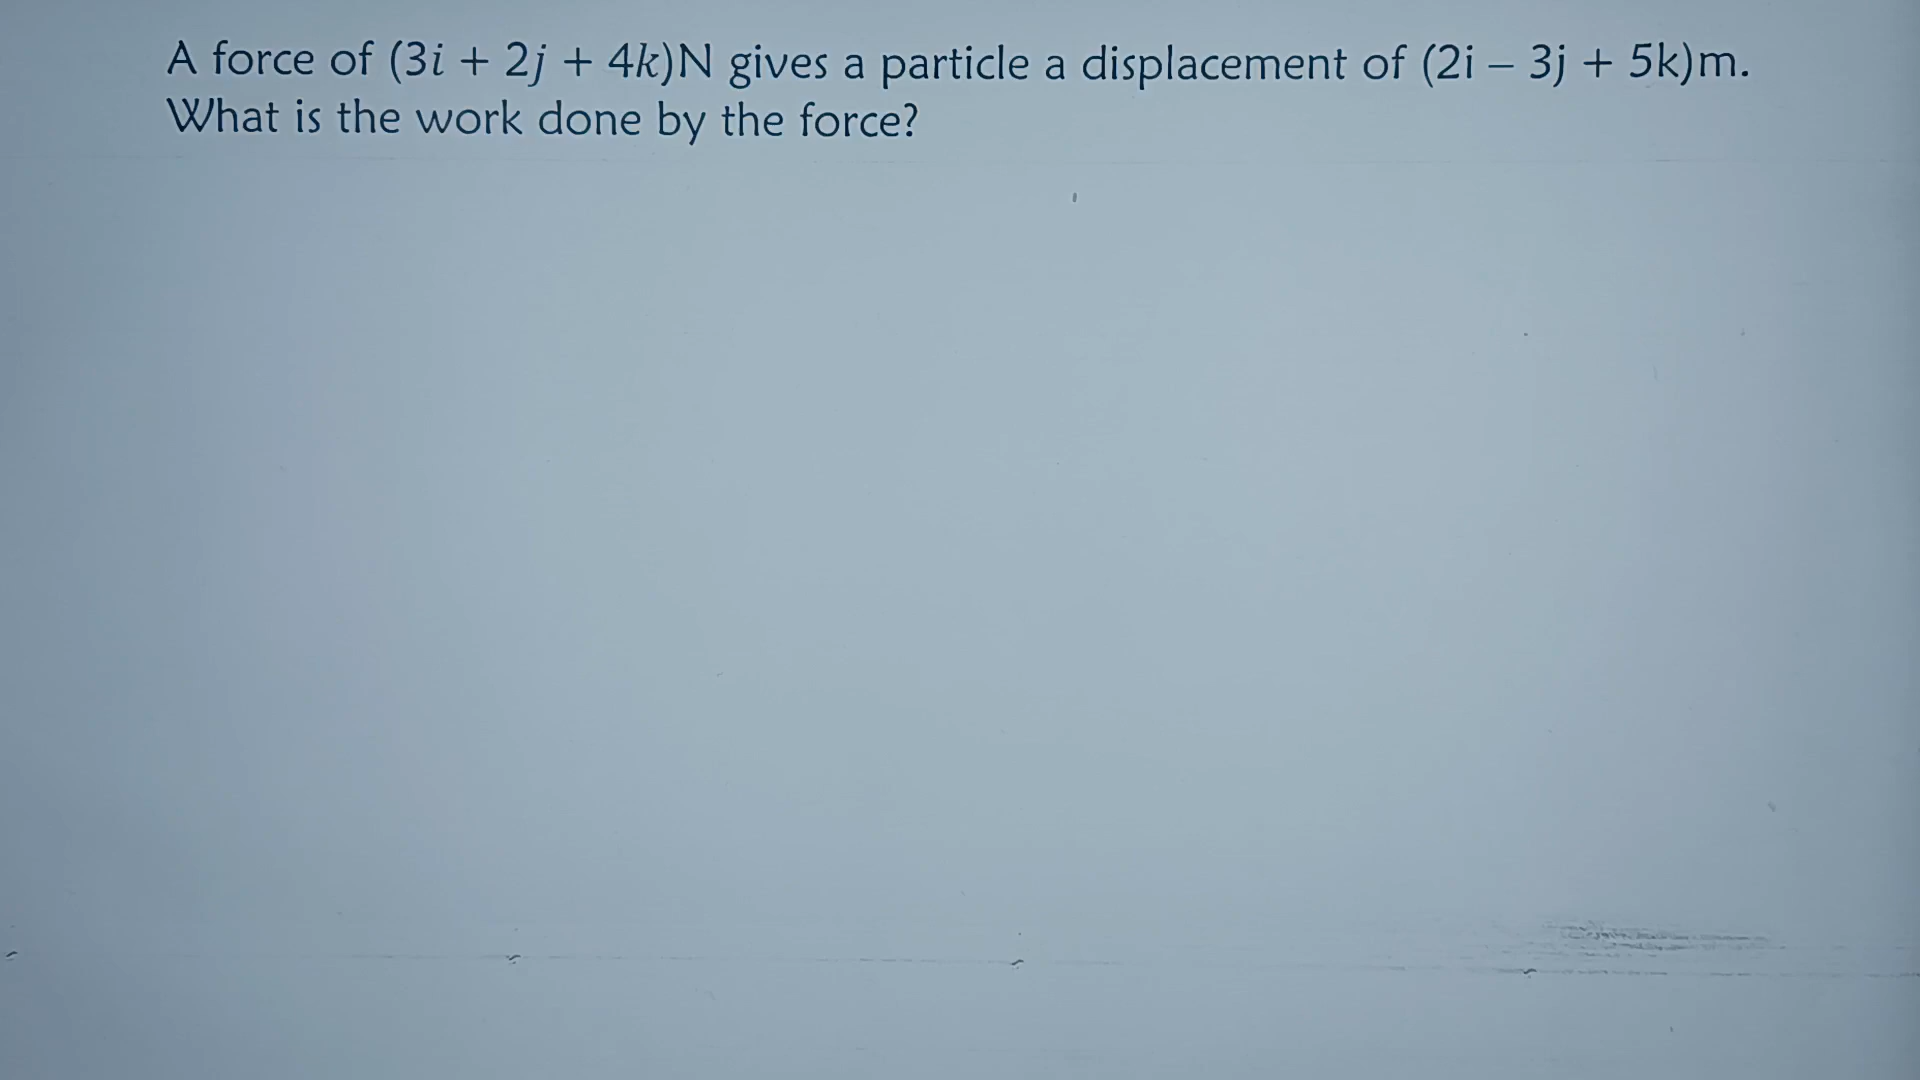 A force of (3i + 2j + 4k)N gives a particle a displacement of (2i – 3j + 5k)m.
What is the work done by the force?